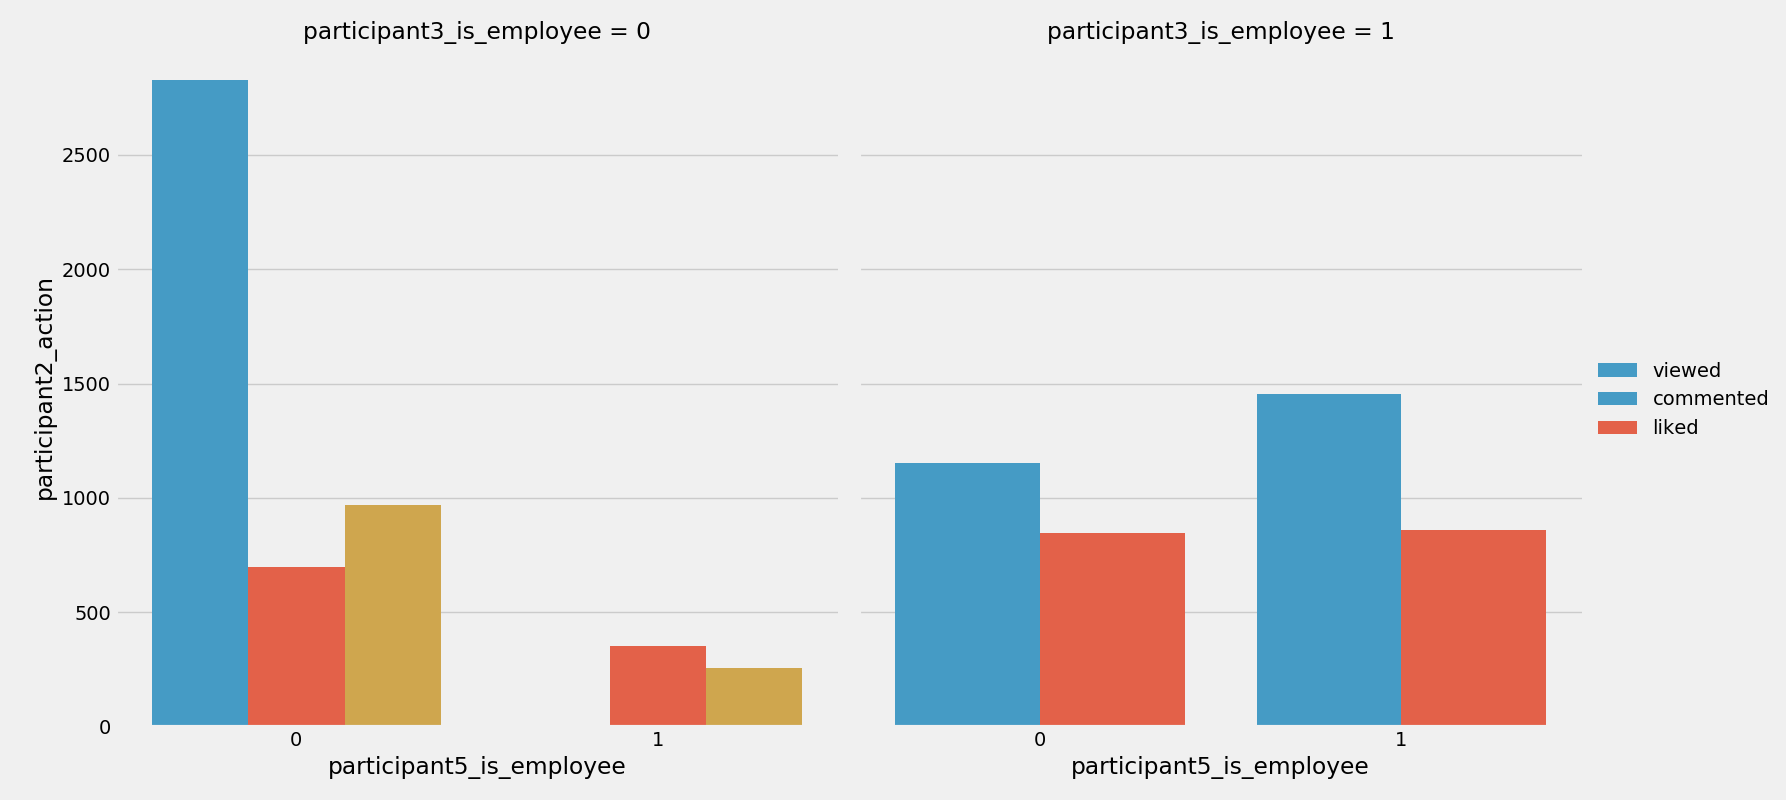 participant3_is_employee = 0
participant3_is_employee = 1
participant2_action
2500
2000
1500
1000
500
0
0
1
0
1
participant5_is_employee
participant5_is_employee
viewed
commented
liked